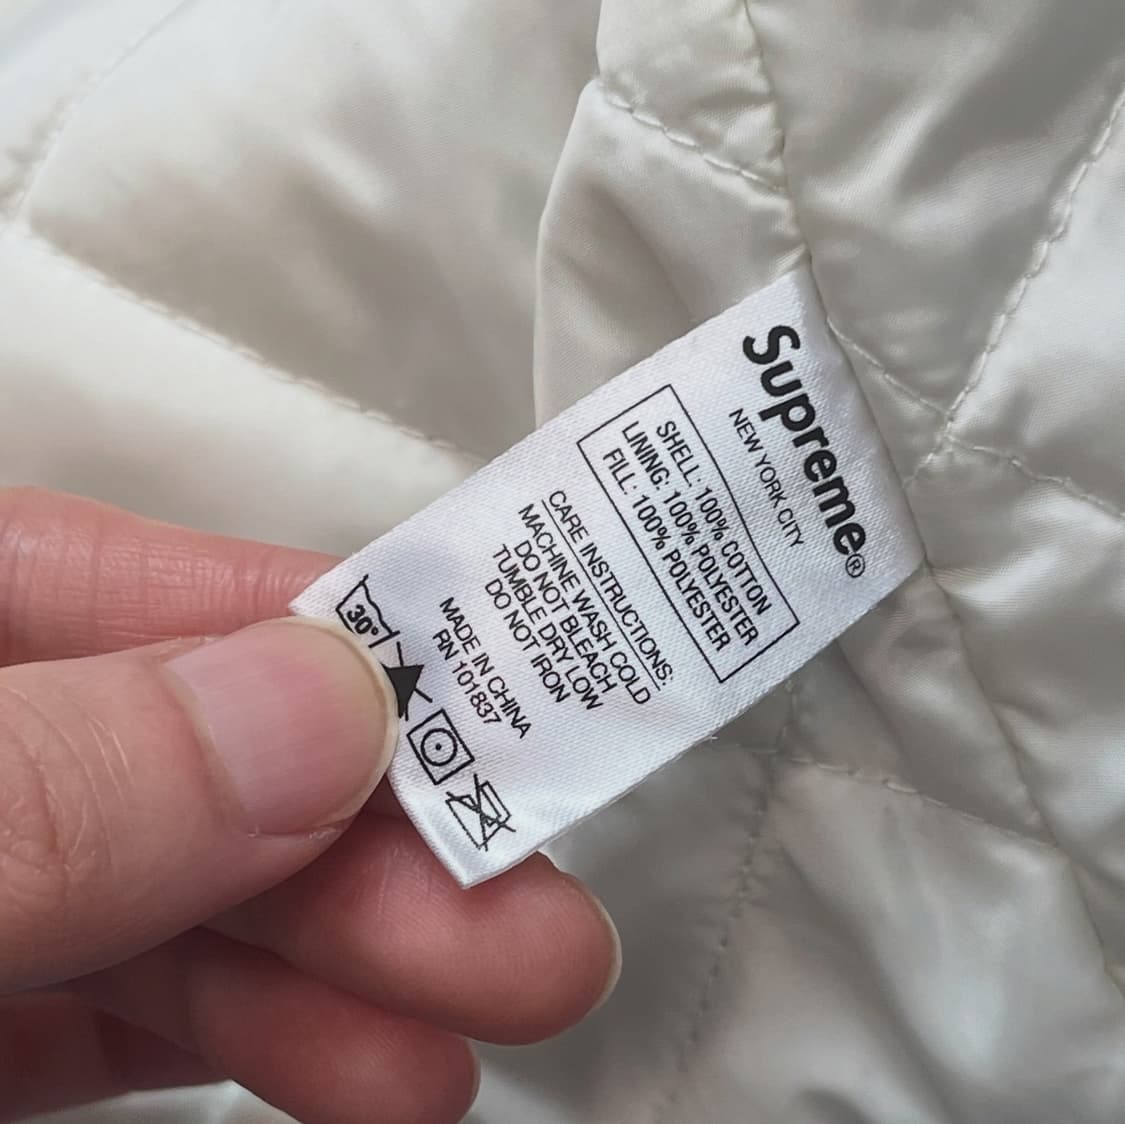 Supreme®
NEW YORK CITY
SHELL: 100% COTTON
LINING: 100% POLYESTER
FILL: 100% POLYESTER
CARE INSTRUCTIONS:
MACHINE WASH COLD
DO NOT BLEACH
TUMBLE DRY LOW
DO NOT IRON
MADE IN CHINA
RN 101837
30°